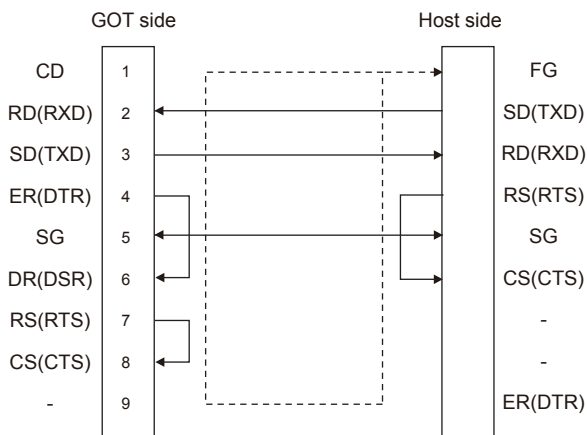 GOT side Host side
CD 1 FG
RD(RXD) 2 SD(TXD)
SD(TXD) 3 RD(RXD)
ER(DTR) 4 RS(RTS)
SG 5 SG
DR(DSR) 6 CS(CTS)
RS(RTS) 7 -
CS(CTS) 8 -
- 9 ER(DTR)